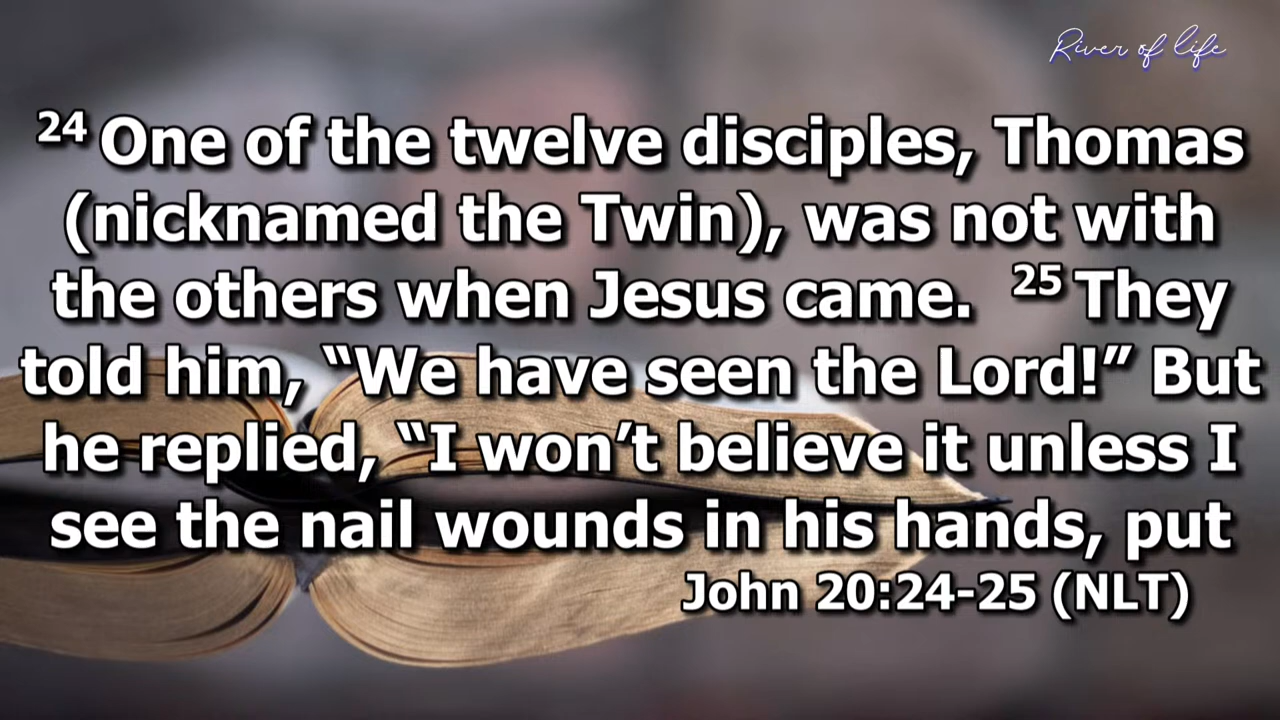 River of life
24 One of the twelve disciples, Thomas
(nicknamed the Twin), was not with
the others when Jesus came. 25 They
told him, “We have seen the Lord!” But
he replied, “I won’t believe it unless I
see the nail wounds in his hands, put
John 20:24-25 (NLT)